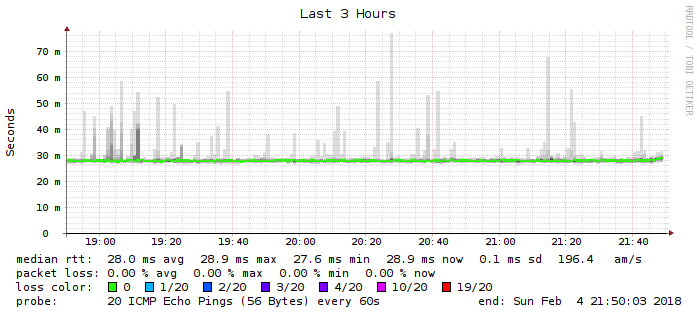 Last 3 Hours
RRDTOOL / TOBI OETIKER
Seconds
70 m
60 m
50 m
40 m
30 m
20 m
10 m
0
19:00 19:20 19:40 20:00 20:20 20:40 21:00 21:20 21:40
median rtt: 28.0 ms avg 28.9 ms max 27.6 ms min 28.9 ms now 0.1 ms sd 196.4 am/s
packet loss: 0.00 % avg 0.00 % max 0.00 % min 0.00 % now
loss color: 0 1/20 2/20 3/20 4/20 10/20 19/20
probe: 20 ICMP Echo Pings (56 Bytes) every 60s end: Sun Feb 4 21:50:03 2018